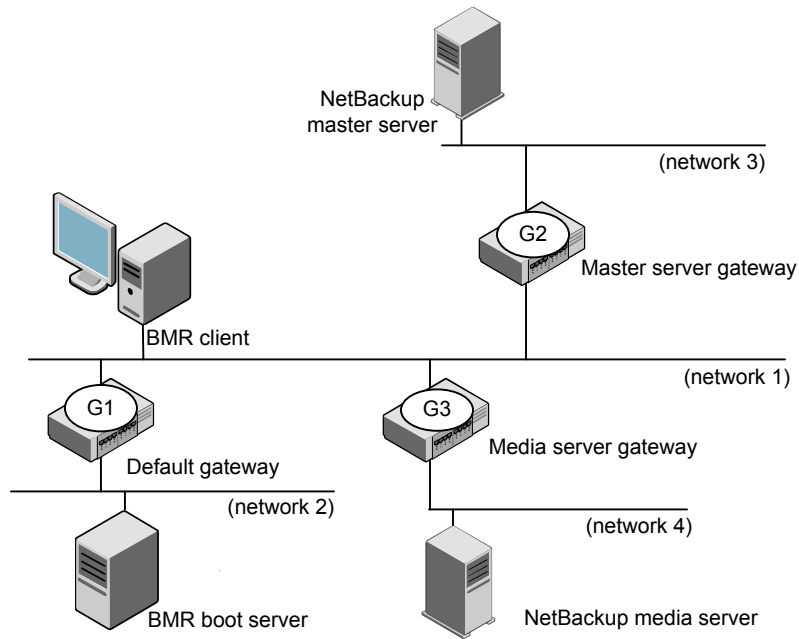 NetBackup
master server
(network 3)
G2
Master server gateway
BMR client
(network 1)
G1
G3
Default gateway
Media server gateway
(network 2)
(network 4)
BMR boot server
NetBackup media server